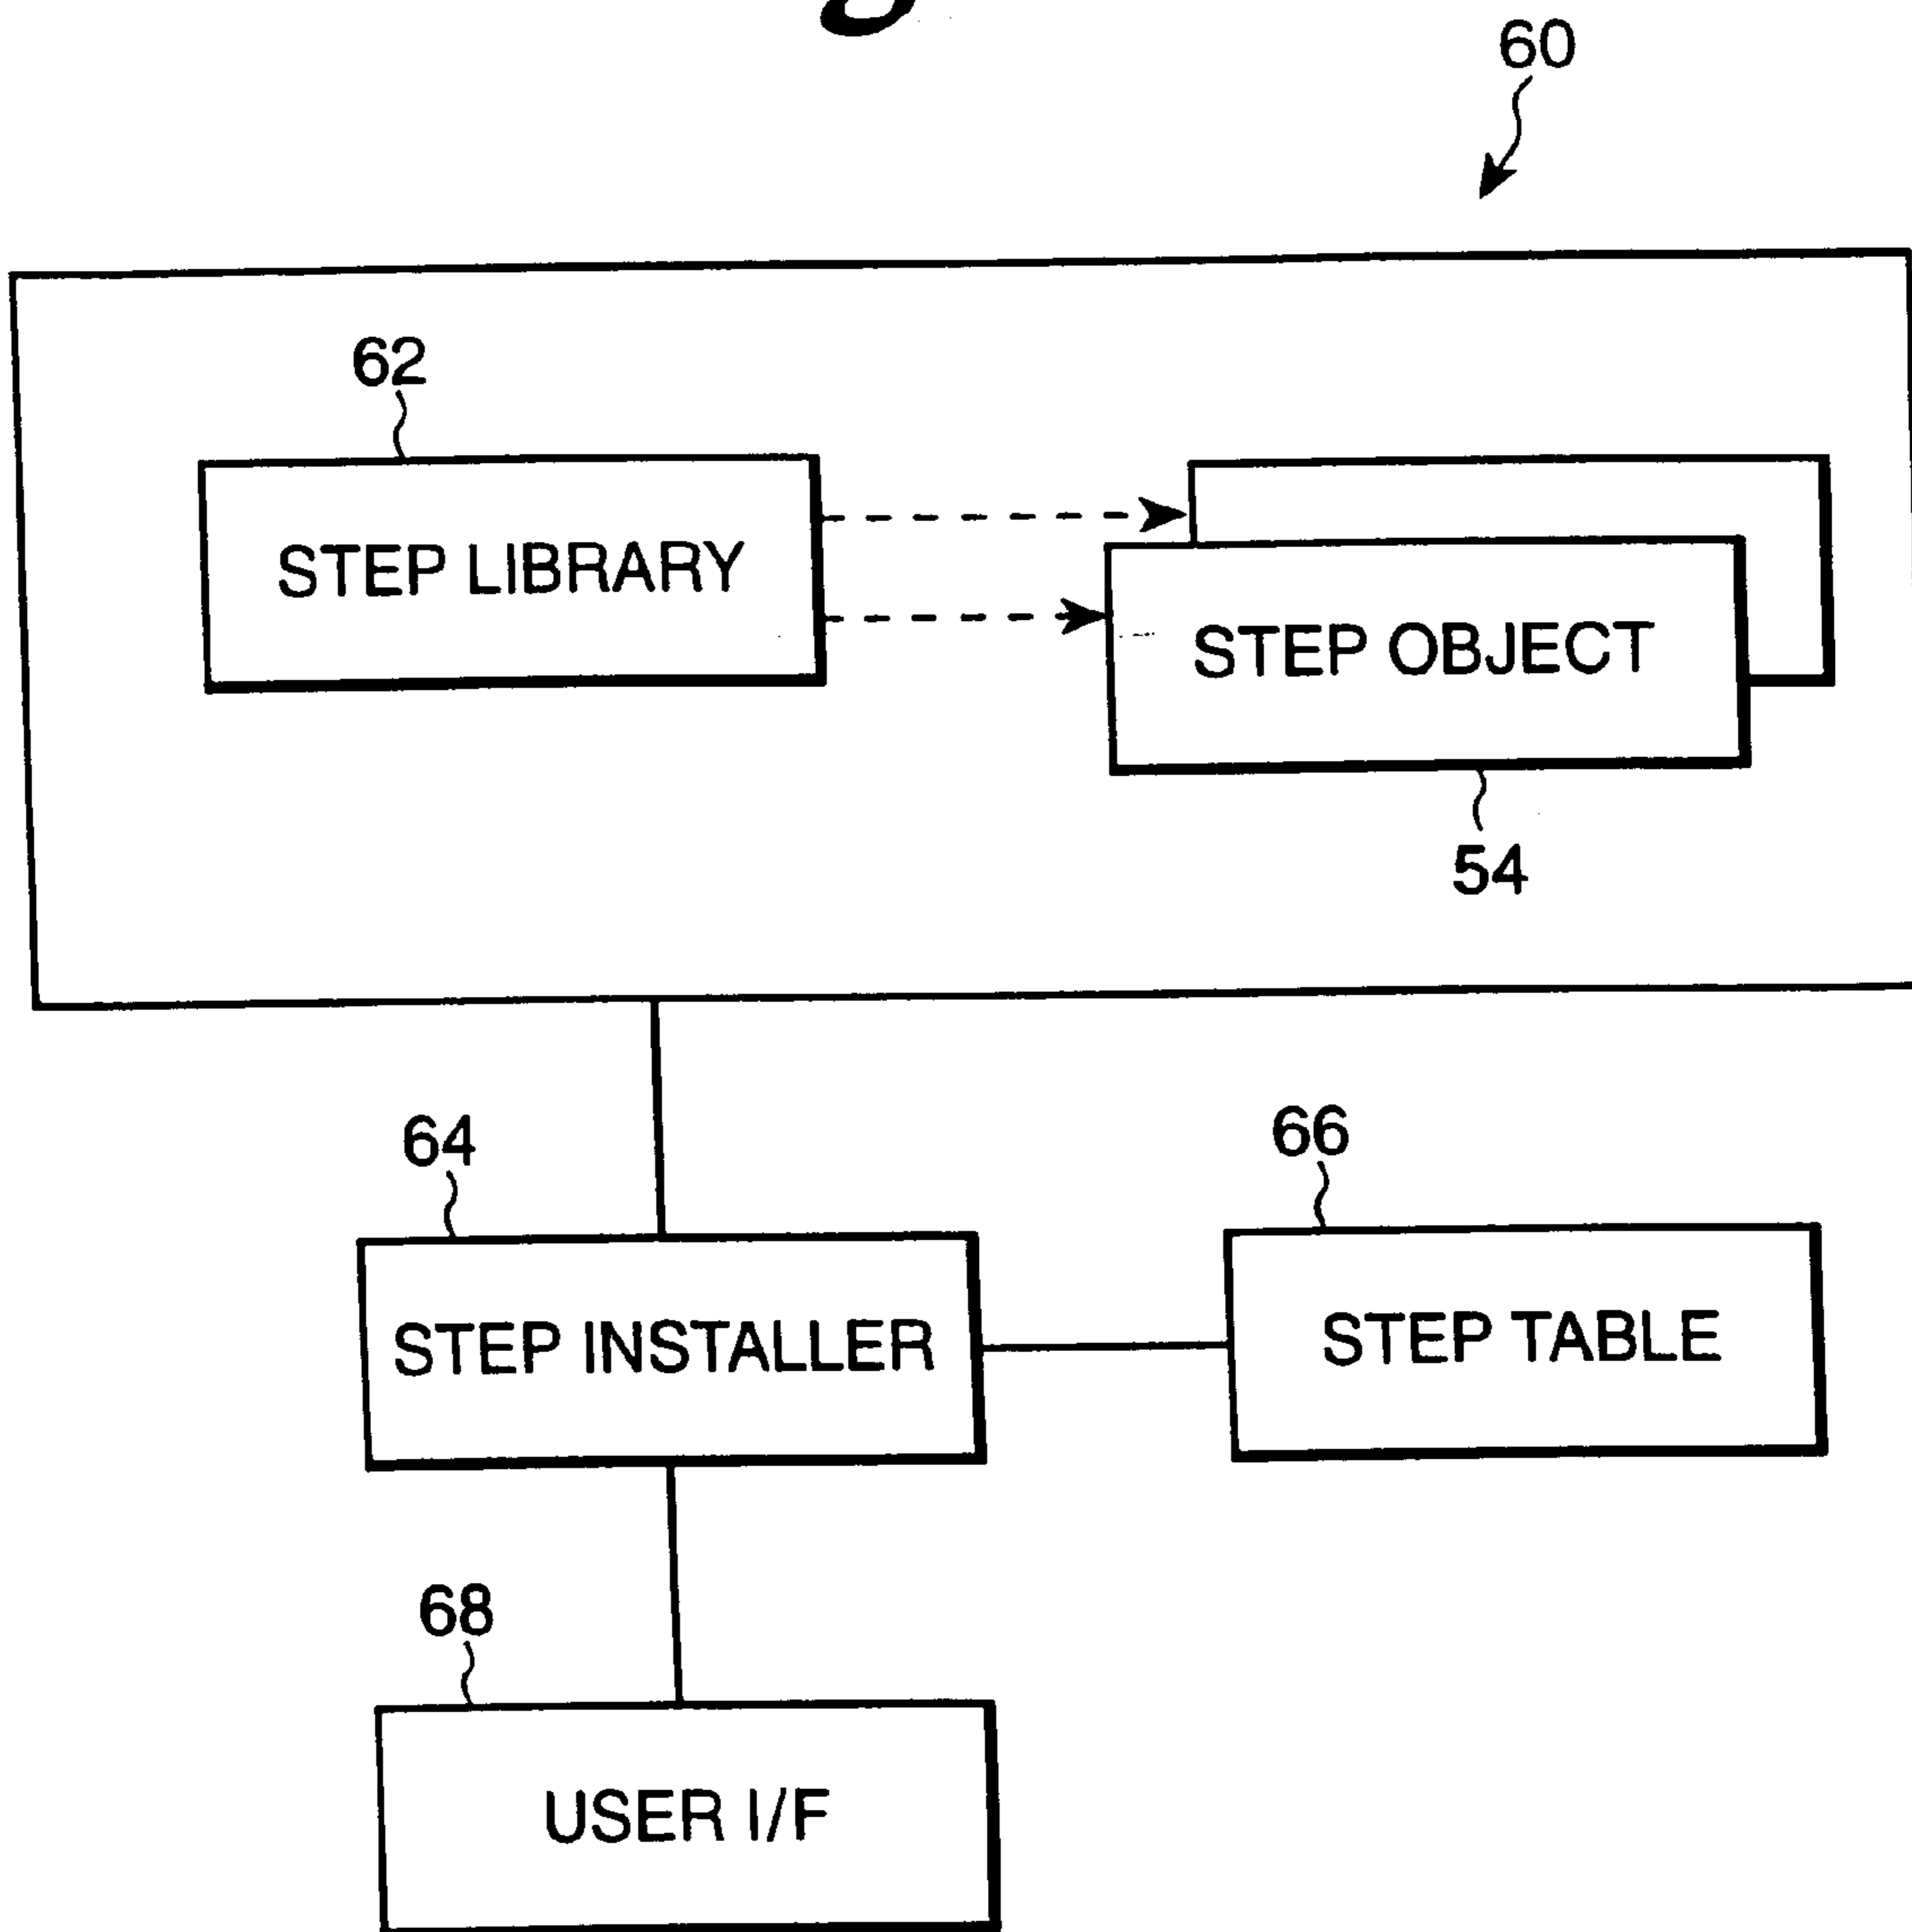 60
62
STEP LIBRARY
STEP OBJECT
54
64
66
STEP INSTALLER
STEP TABLE
68
USER I/F